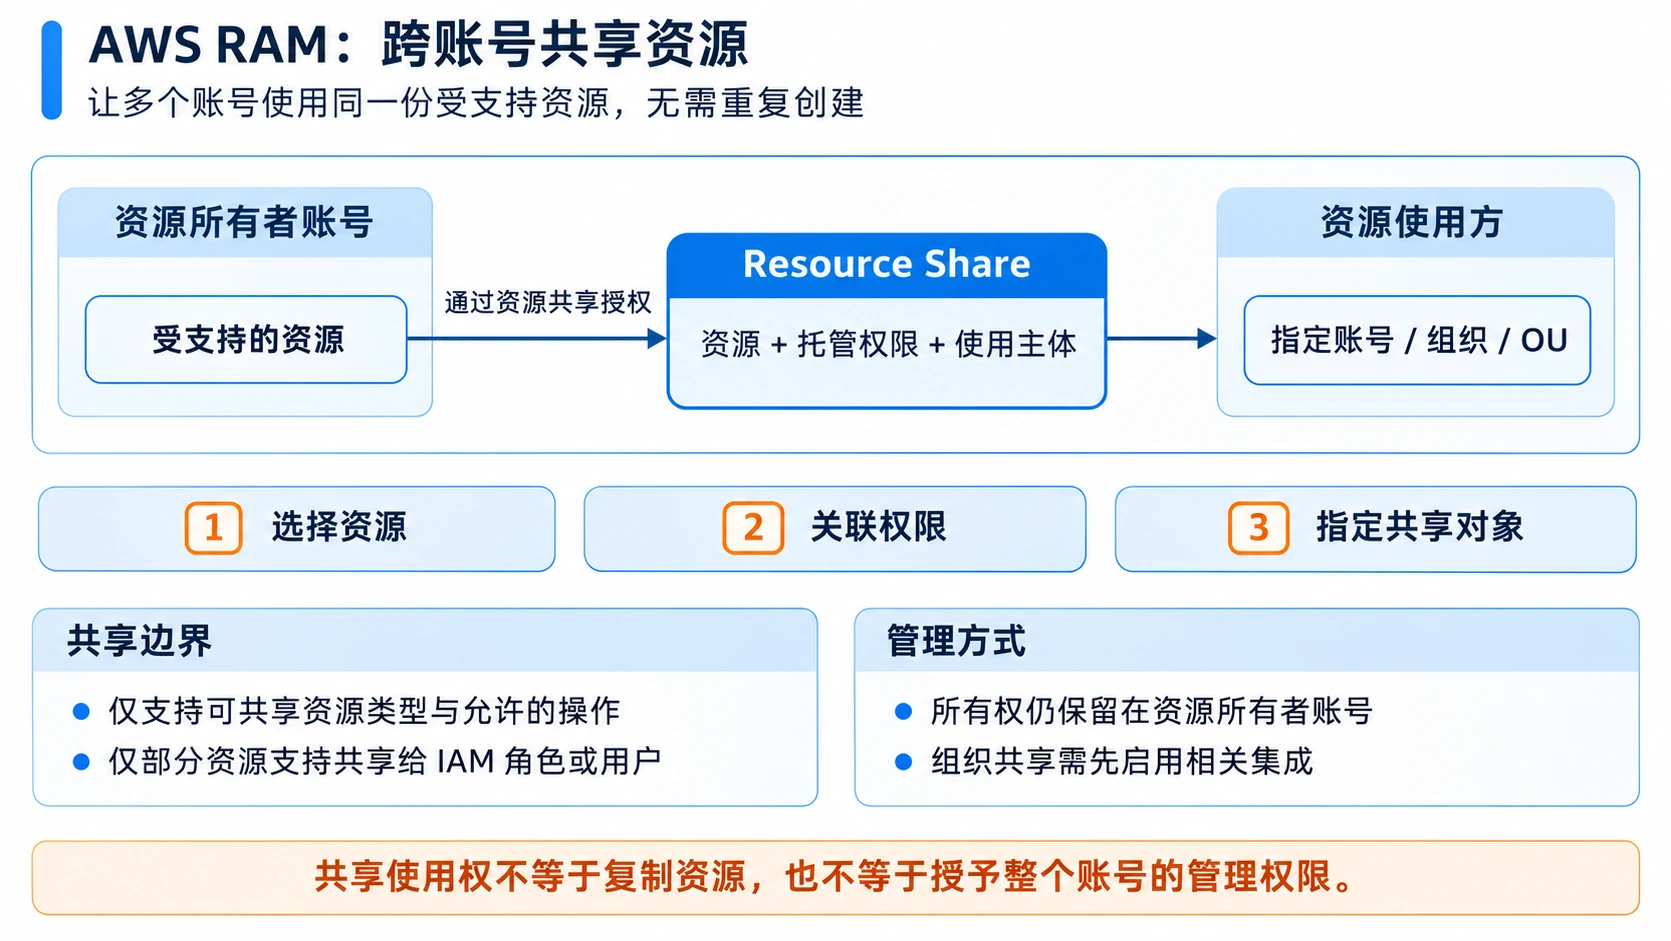 AWS RAM：跨账号共享资源
让多个账号使用同一份受支持资源，无需重复创建
资源所有者账号
受支持的资源
通过资源共享授权
Resource Share
资源 + 托管权限 + 使用主体
资源使用方
指定账号 / 组织 / OU
1 选择资源
2 关联权限
3 指定共享对象
共享边界
仅支持可共享资源类型与允许的操作
仅部分资源支持共享给 IAM 角色或用户
管理方式
所有权仍保留在资源所有者账号
组织共享需先启用相关集成
共享使用权不等于复制资源，也不等于授予整个账号的管理权限。